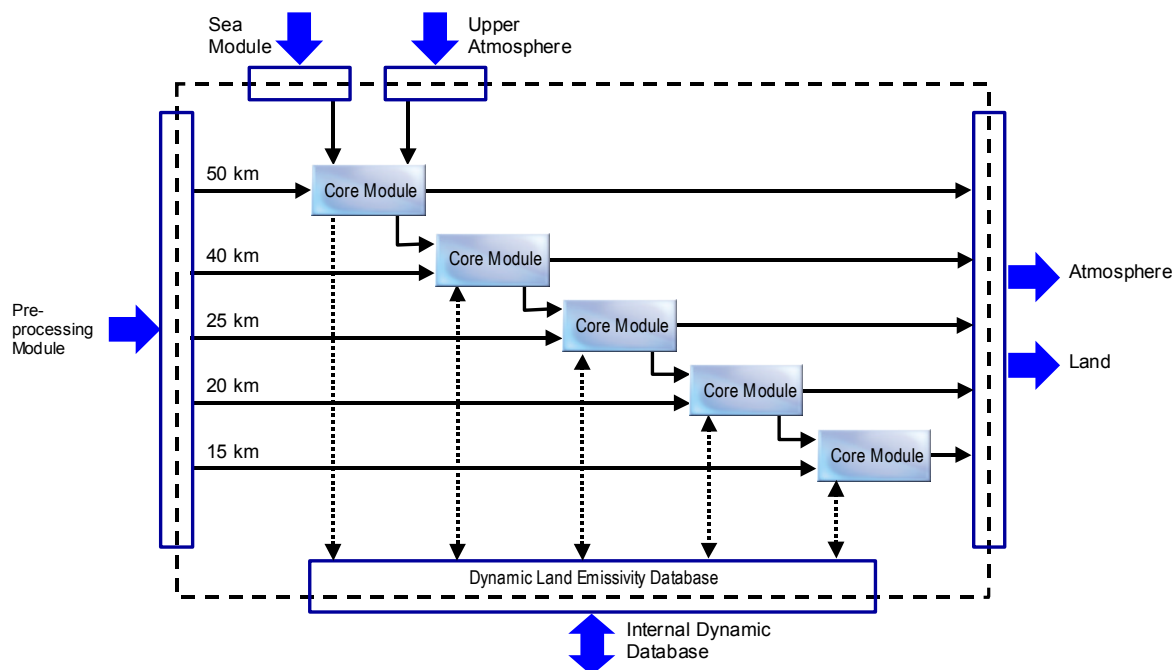 Sea
Module
Upper
Atmosphere
50 km
Core Module
40 km
Core Module
Atmosphere
Pre-
processing
Module
25 km
Core Module
Land
20 km
Core Module
15 km
Core Module
Dynamic Land Emissivity Database
Internal Dynamic
Database